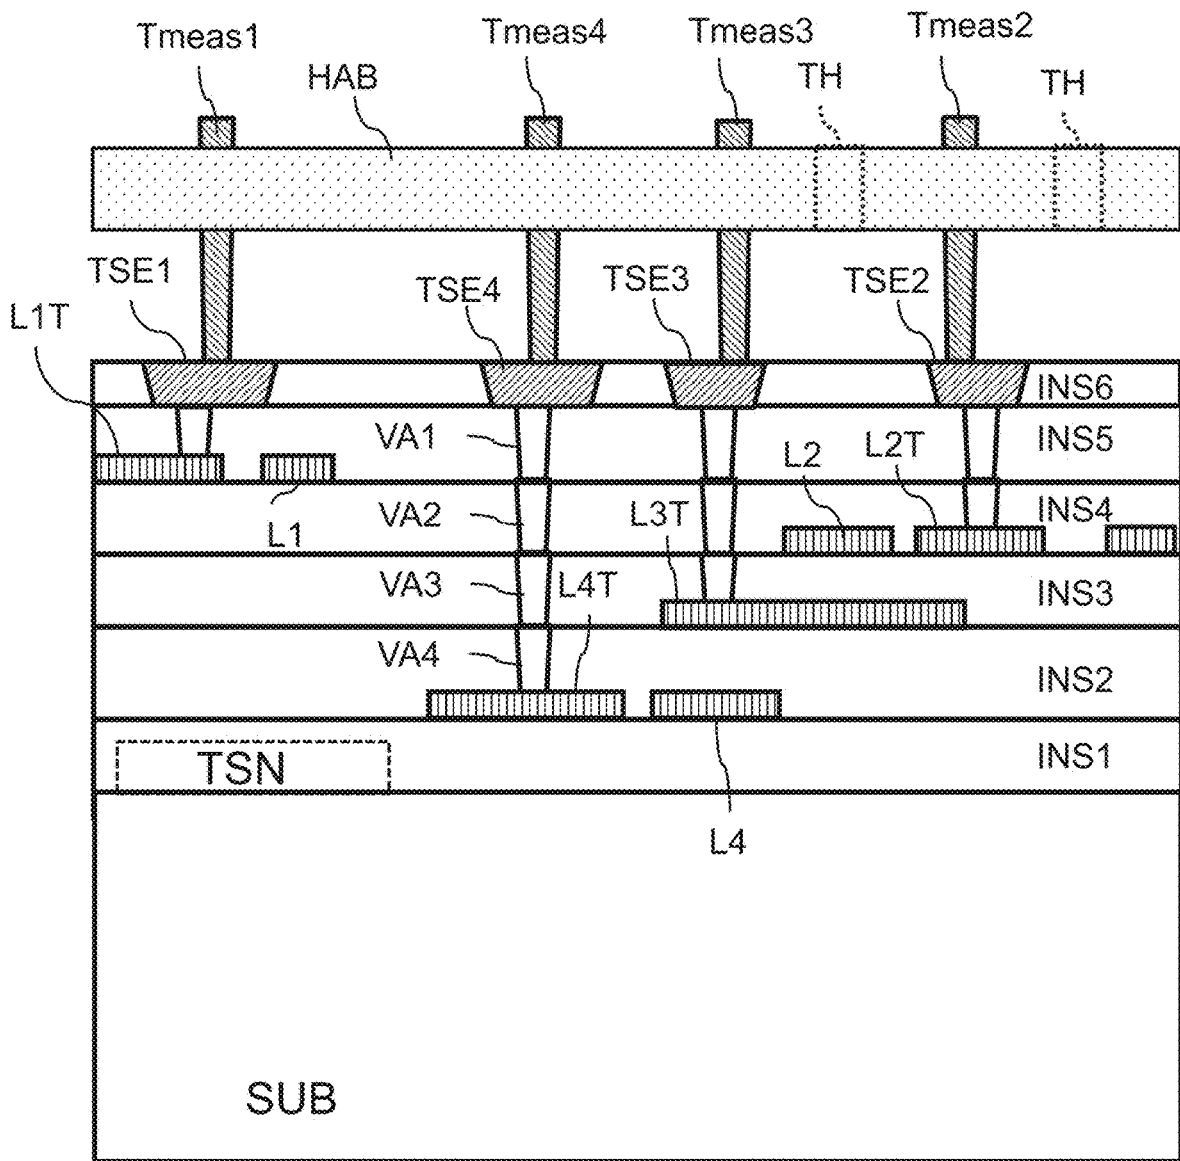 Tmeas1
Tmeas4
Tmeas3
Tmeas2
HAB
TH
TH
TSE1
TSE4
TSE3
TSE2
L1T
INS6
VA1
INS5
L2
L2T
L1
VA2
L3T
INS4
VA3
L4T
INS3
VA4
INS2
TSN
INS1
L4
SUB